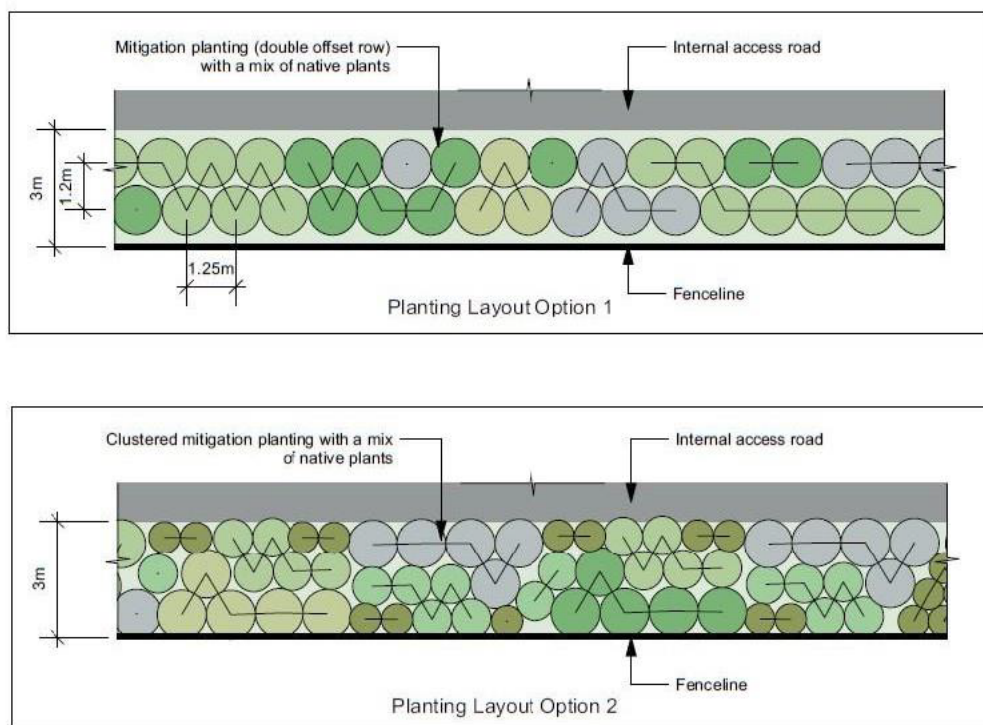 Mitigation planting (double offset row)
with a mix of native plants
Internal access road
3m
1.2m
1.25m
Fenceline
Planting Layout Option 1
Clustered mitigation planting with a mix
of native plants
Internal access road
3m
Fenceline
Planting Layout Option 2